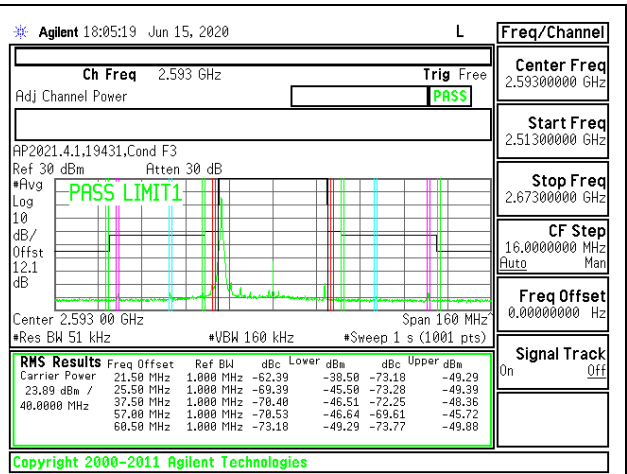 Agilent 18:05:19 Jun 15, 2020 L Freq/Channel
Ch Freq 2.593 GHz Trig Free
Adj Channel Power PASS
AP2021.4.1,19431,Cond F3
Ref 30 dBm Atten 30 dB
#Avg
Log
10
dB/
Offst
12.1
dB
PASS LIMIT1
Center 2.593 00 GHz Span 160 MHz
#Res BW 51 kHz #VBW 160 kHz #Sweep 1 s (1001 pts)
RMS Results Freq Offset Ref BW dBc Lower dBm dBc Upper dBm
Carrier Power 21.50 MHz 1.000 MHz -62.39 -38.50 -73.18 -49.29
23.89 dBm / 25.50 MHz 1.000 MHz -69.39 -45.50 -73.28 -49.39
40.0000 MHz 37.50 MHz 1.000 MHz -70.40 -46.51 -72.25 -48.36
57.00 MHz 1.000 MHz -70.53 -46.64 -69.61 -45.72
60.50 MHz 1.000 MHz -73.18 -49.29 -73.77 -49.88
Copyright 2000-2011 Agilent Technologies
Center Freq
2.59300000 GHz
Start Freq
2.51300000 GHz
Stop Freq
2.67300000 GHz
CF Step
16.0000000 MHz
Auto Man
Freq Offset
0.00000000 Hz
Signal Track
On Off